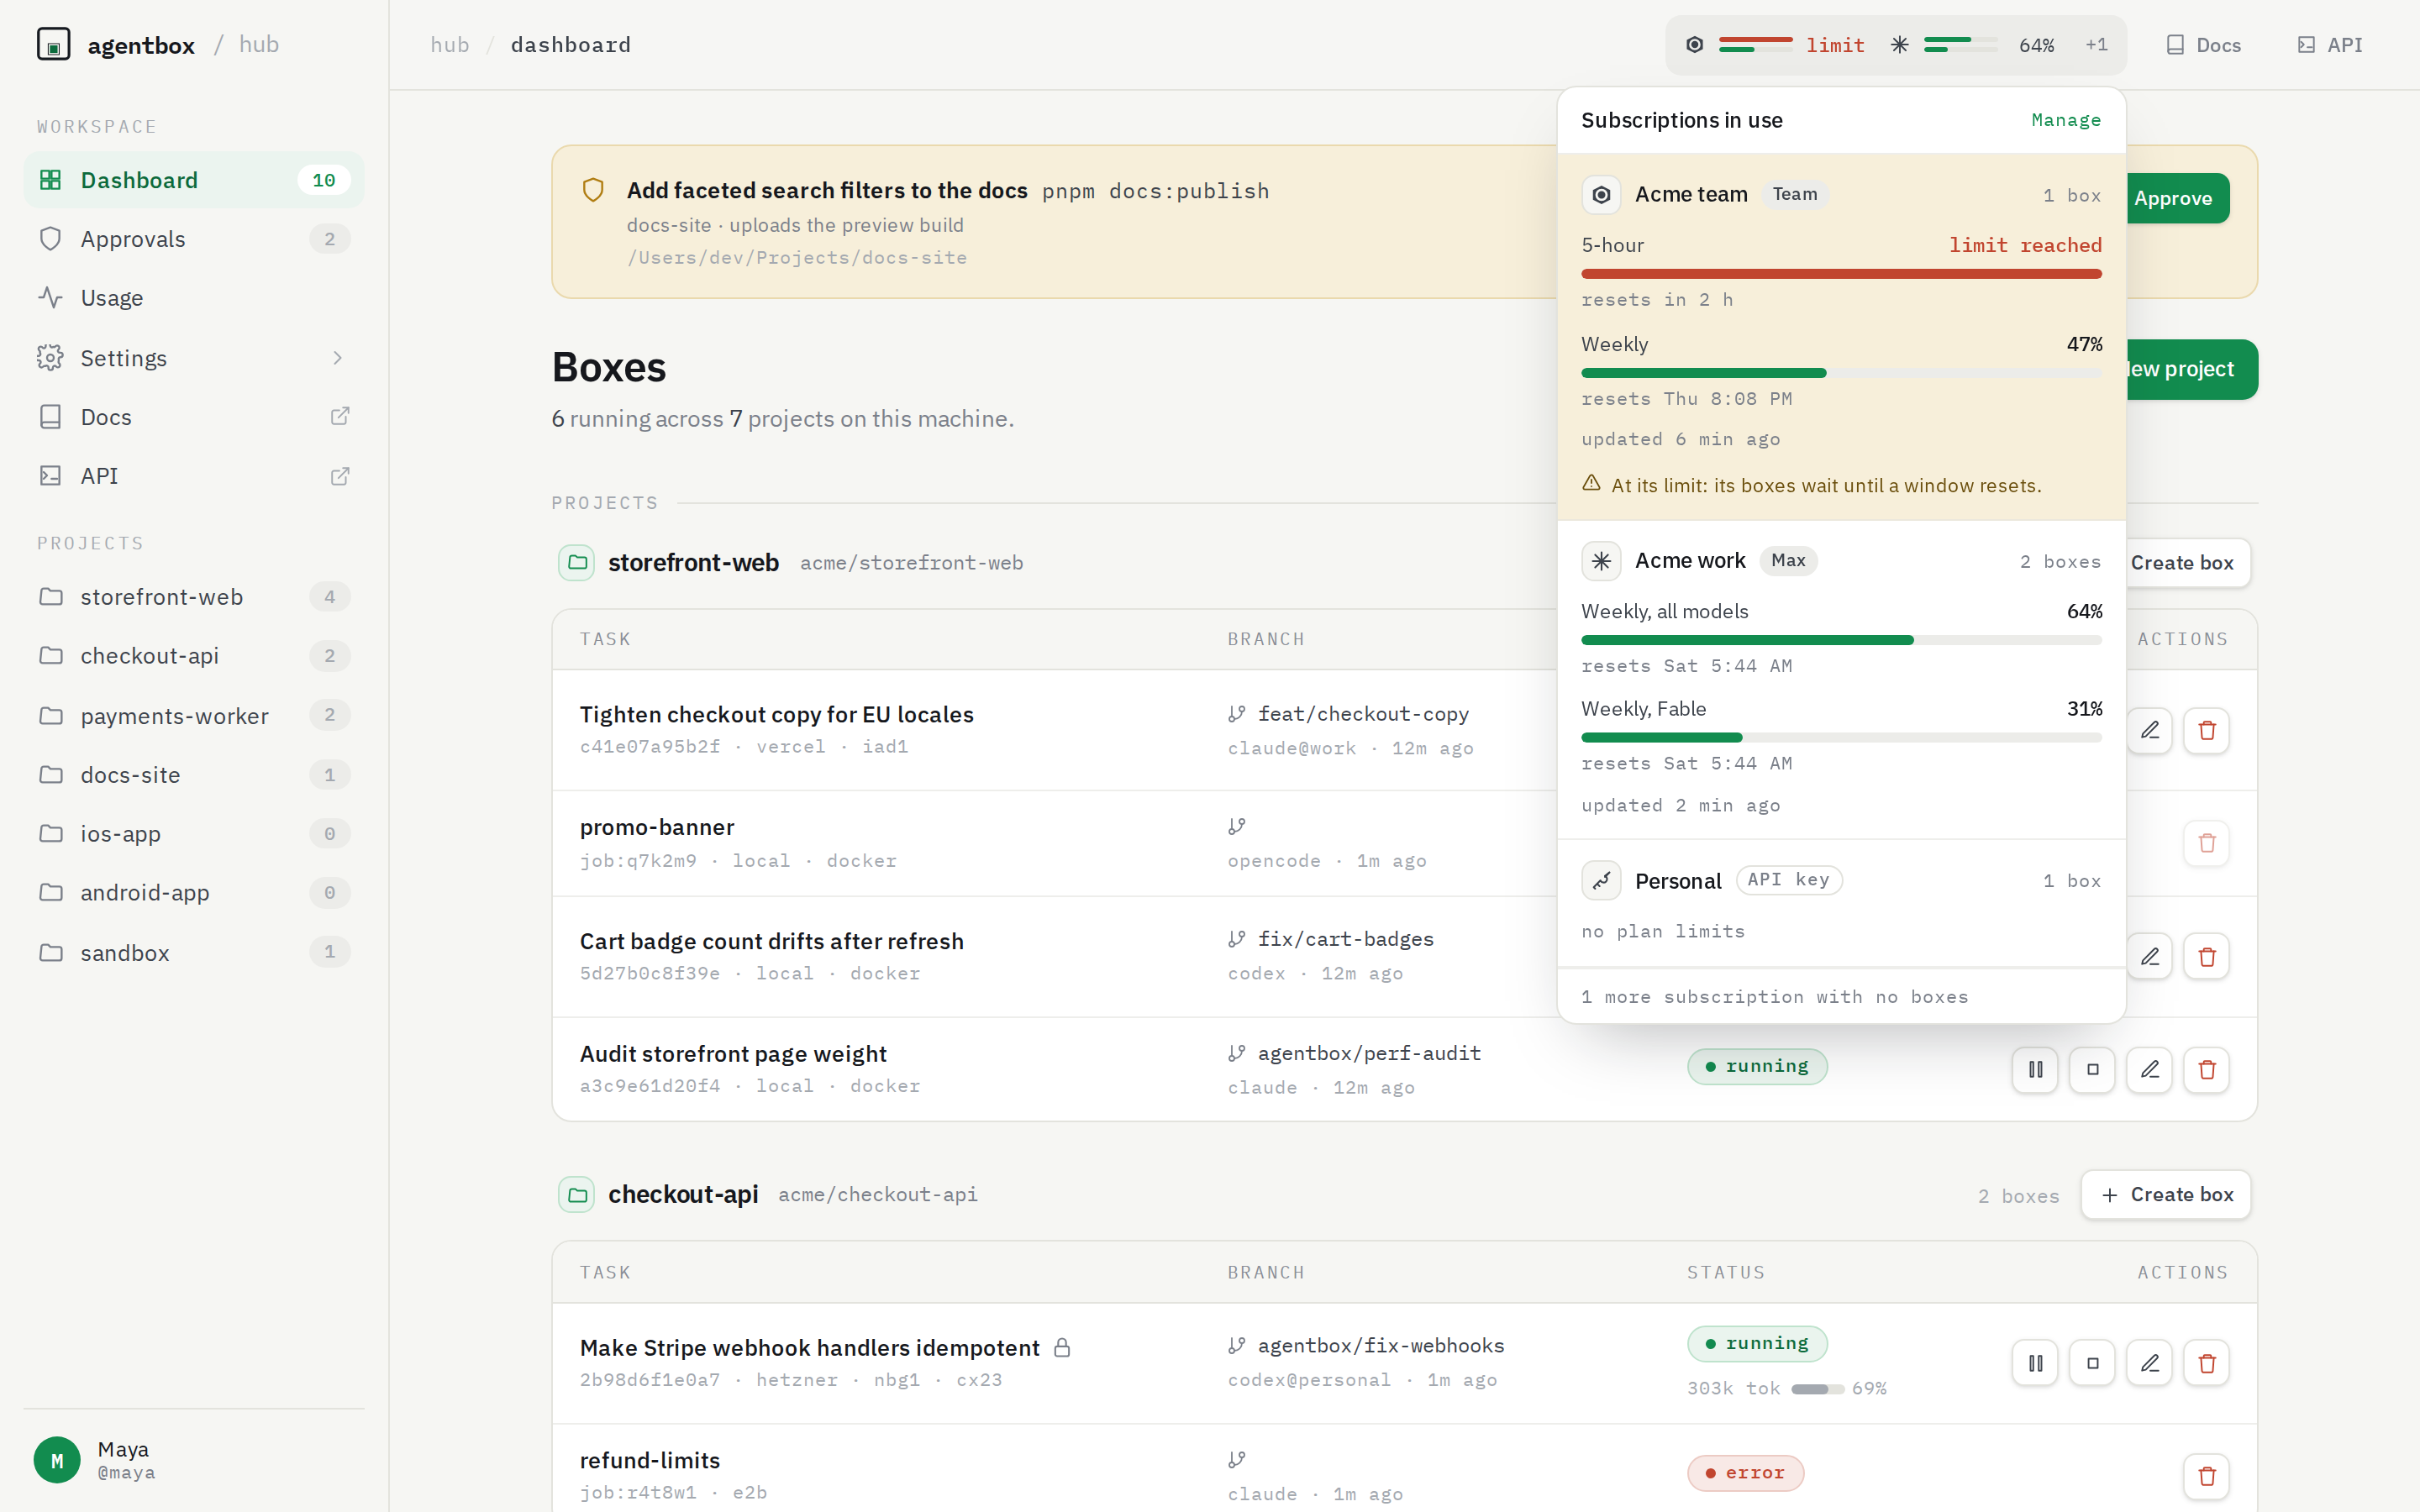 agentbox / hub
hub / dashboard
limit
64%
+1
Docs
API
WORKSPACE
Dashboard 10
Approvals 2
Usage
Settings
Docs
API
PROJECTS
storefront-web 4
checkout-api 2
payments-worker 2
docs-site 1
ios-app 0
android-app 0
sandbox 1
M
Maya
@maya
Add faceted search filters to the docs pnpm docs:publish
docs-site · uploads the preview build
/Users/dev/Projects/docs-site
Approve
Boxes
6 running across 7 projects on this machine.
project
PROJECTS
storefront-web acme/storefront-web
Create box
TASK BRANCH ACTIONS
Tighten checkout copy for EU locales
c41e07a95b2f · vercel · iad1
feat/checkout-copy
claude@work · 12m ago
promo-banner
job:q7k2m9 · local · docker
opencode · 1m ago
Cart badge count drifts after refresh
5d27b0c8f39e · local · docker
fix/cart-badges
codex · 12m ago
Audit storefront page weight
a3c9e61d20f4 · local · docker
agentbox/perf-audit
claude · 12m ago
running
Subscriptions in use Manage
Acme team Team 1 box
5-hour limit reached
resets in 2 h
Weekly 47%
resets Thu 8:08 PM
updated 6 min ago
At its limit: its boxes wait until a window resets.
Acme work Max 2 boxes
Weekly, all models 64%
resets Sat 5:44 AM
Weekly, Fable 31%
resets Sat 5:44 AM
updated 2 min ago
Personal API key 1 box
no plan limits
1 more subscription with no boxes
checkout-api acme/checkout-api
2 boxes
Create box
TASK BRANCH STATUS ACTIONS
Make Stripe webhook handlers idempotent
2b98d6f1e0a7 · hetzner · nbg1 · cx23
agentbox/fix-webhooks
codex@personal · 1m ago
running
303k tok 69%
refund-limits
job:r4t8w1 · e2b
claude · 1m ago
error